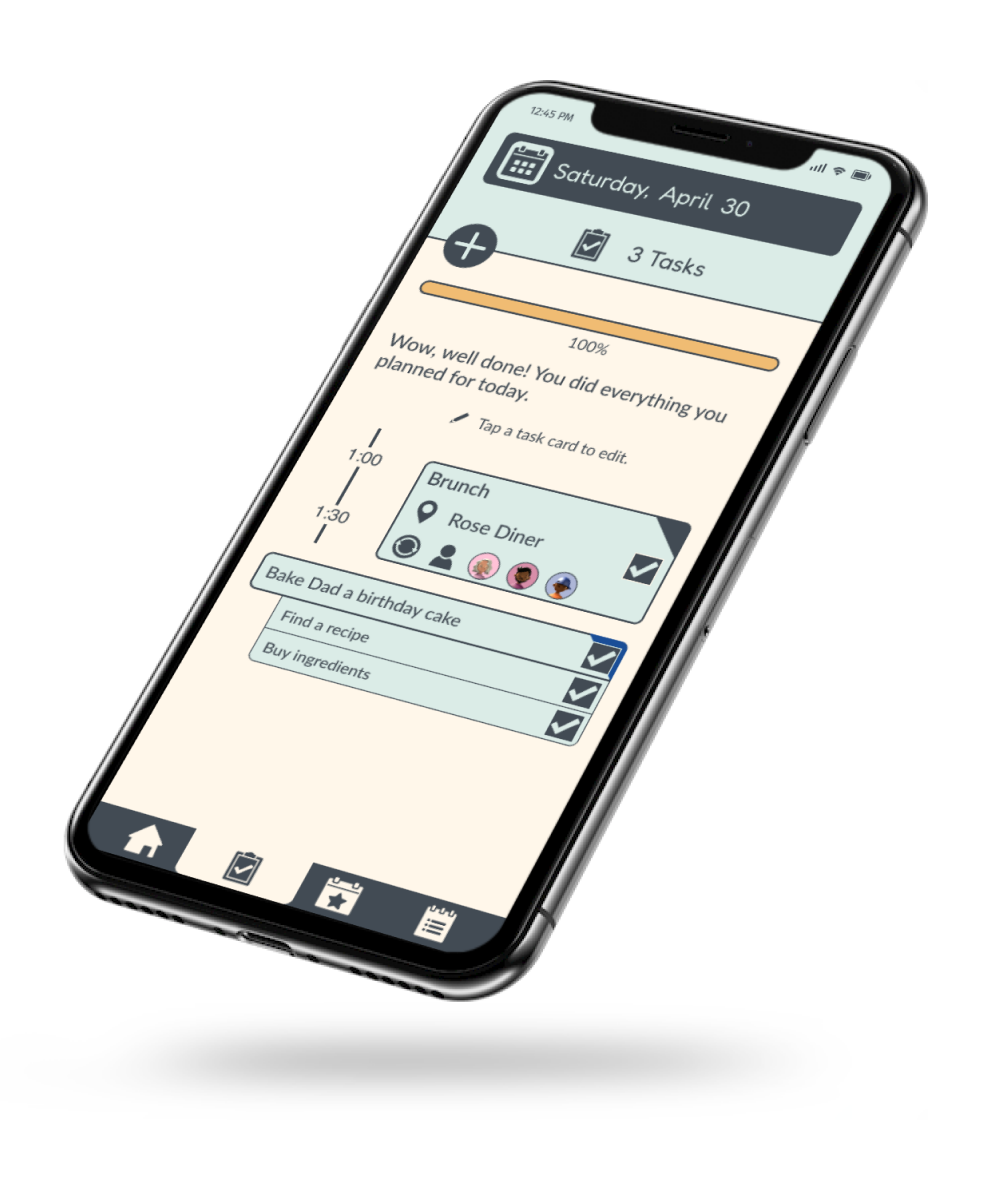 12:45 PM
Saturday, April 30
3 Tasks
100%
Wow, well done! You did everything you
planned for today.
Tap a task card to edit.
1:00
1:30
Brunch
Rose Diner
Bake Dad a birthday cake
Find a recipe
Buy ingredients